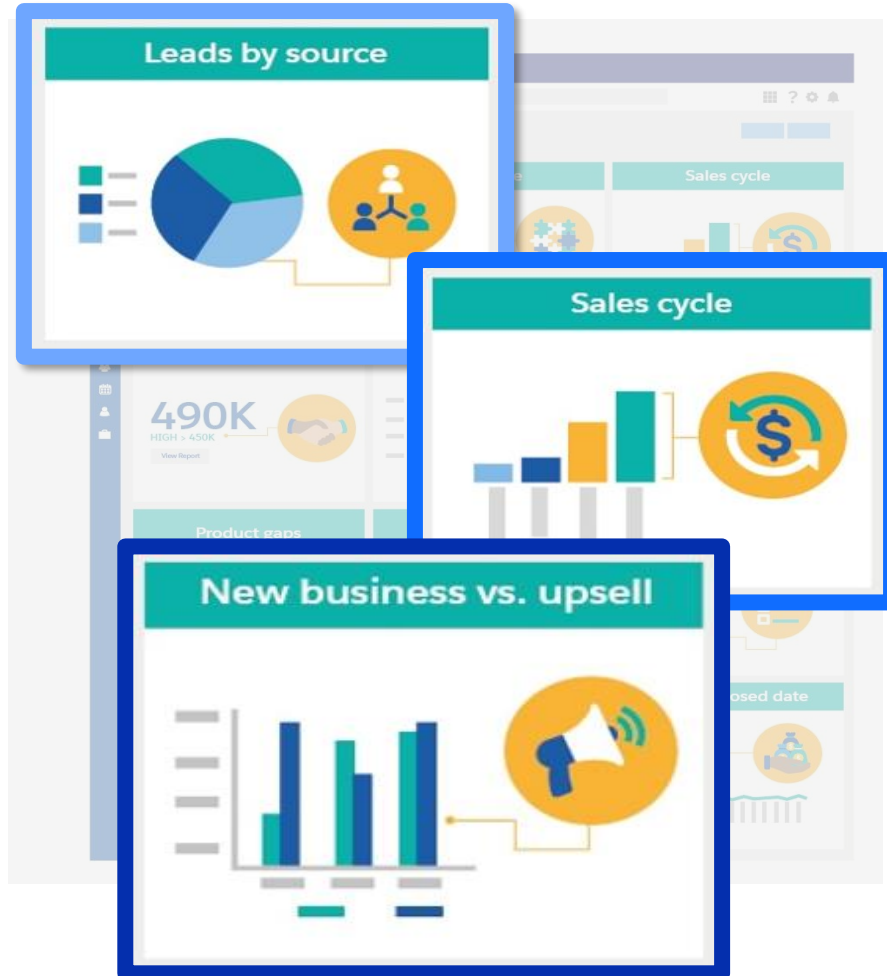 Leads by source
Sales cycle
Sales cycle
490K
HIGH > 450K
View Report
Product gaps
New business vs. upsell
osed date